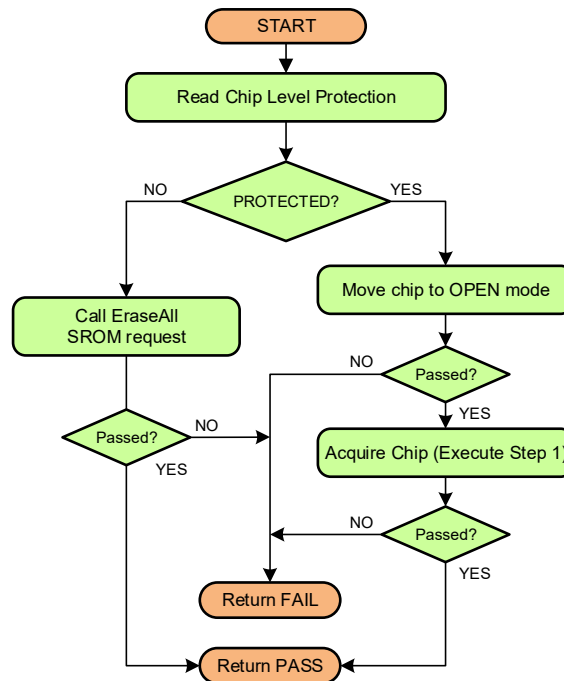 START
Read Chip Level Protection
NO
YES
PROTECTED?
Move chip to OPEN mode
Call EraseAll
SROM request
NO
Passed?
YES
NO
Passed?
YES
Acquire Chip (Execute Step 1)
NO
Passed?
YES
Return FAIL
Return PASS